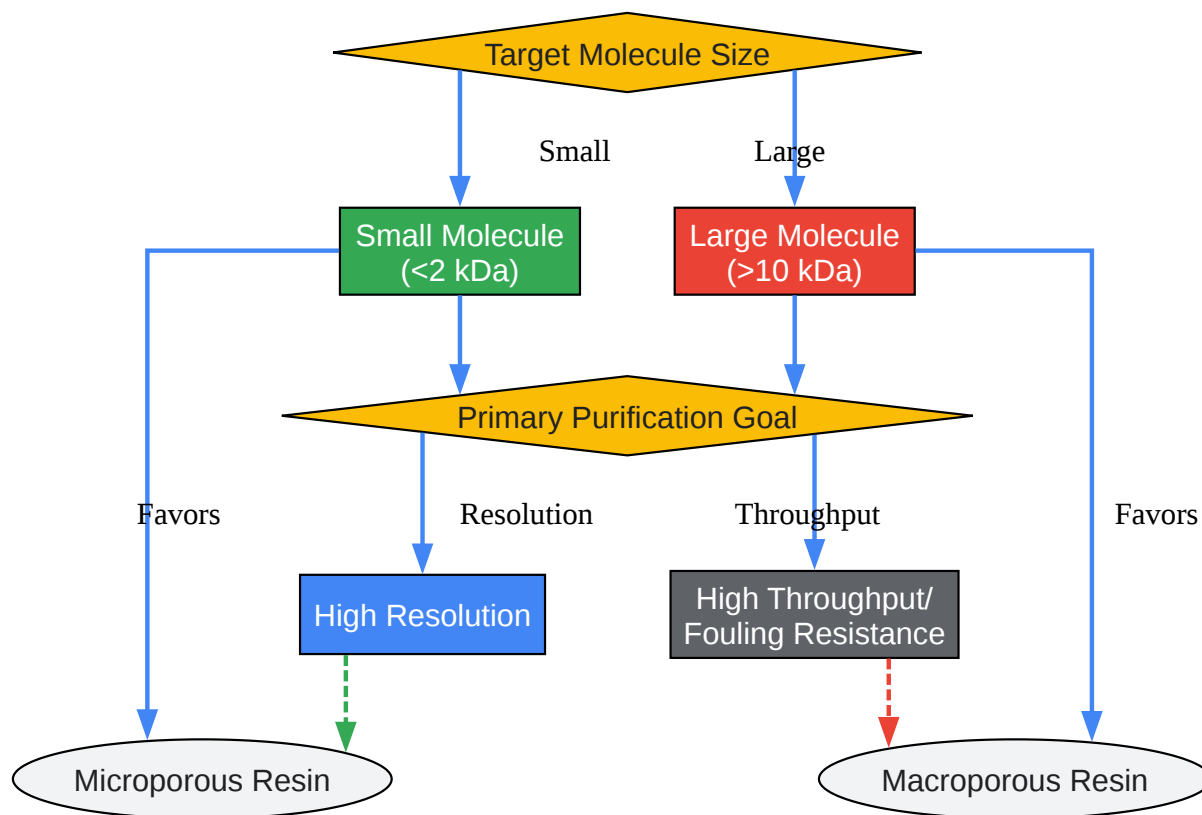 Target Molecule Size
Small
Large
Small Molecule
(<2 kDa)
Large Molecule
(>10 kDa)
Primary Purification Goal
Favors
Resolution
Throughput
Favors
High Resolution
High Throughput/
Fouling Resistance
Microporous Resin
Macroporous Resin